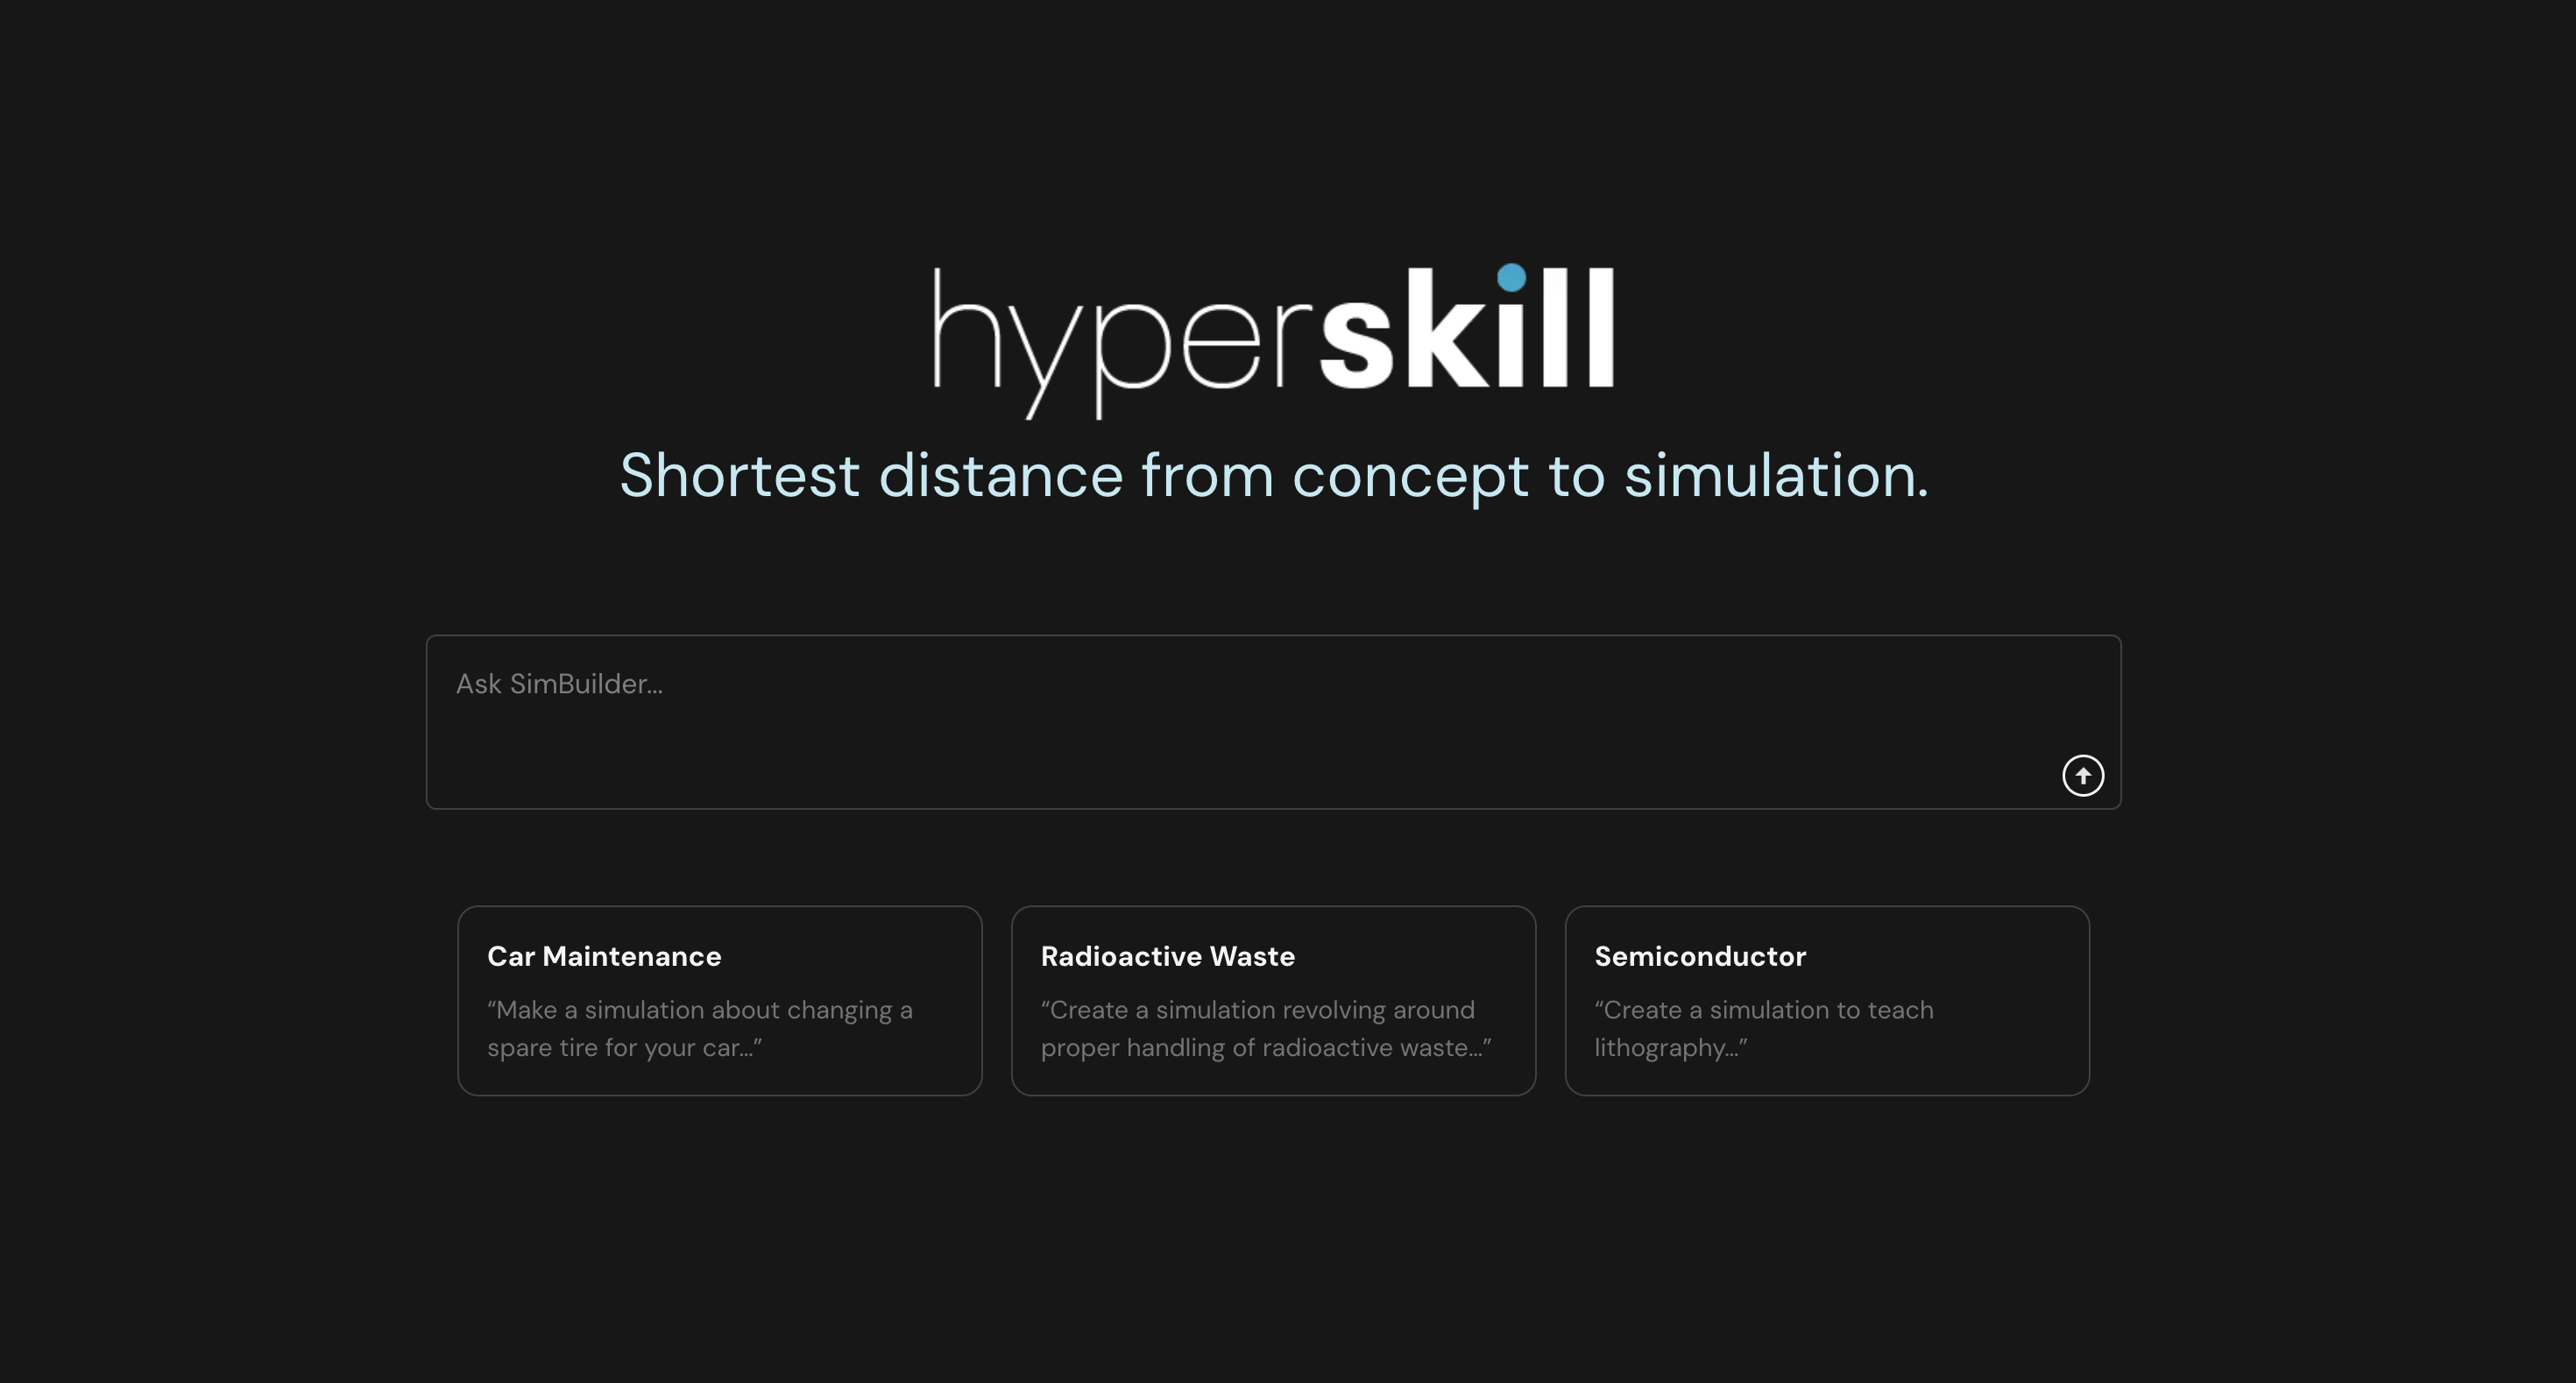 hyperskill
Shortest distance from concept to simulation.
Ask SimBuilder...
Car Maintenance
“Make a simulation about changing a
spare tire for your car...”
Radioactive Waste
“Create a simulation revolving around
proper handling of radioactive waste...”
Semiconductor
“Create a simulation to teach
lithography...”